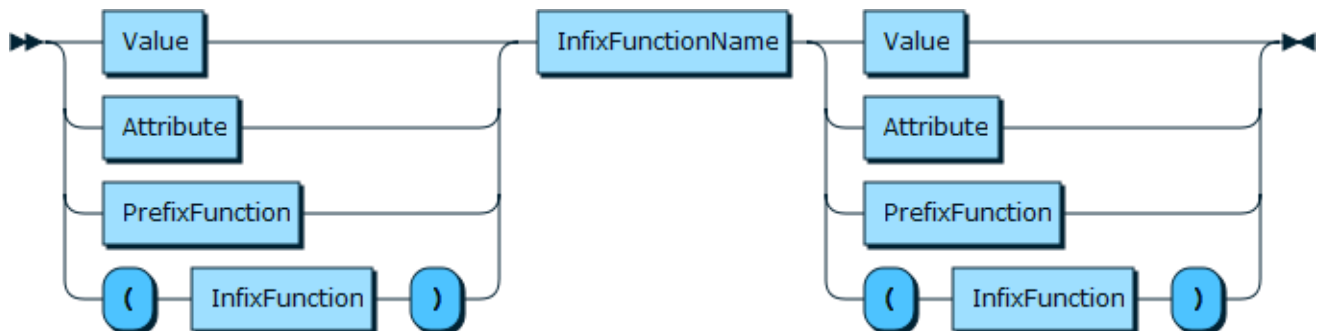 Value InfixFunctionName Value
Attribute Attribute
PrefixFunction PrefixFunction
( InfixFunction ) ( InfixFunction )